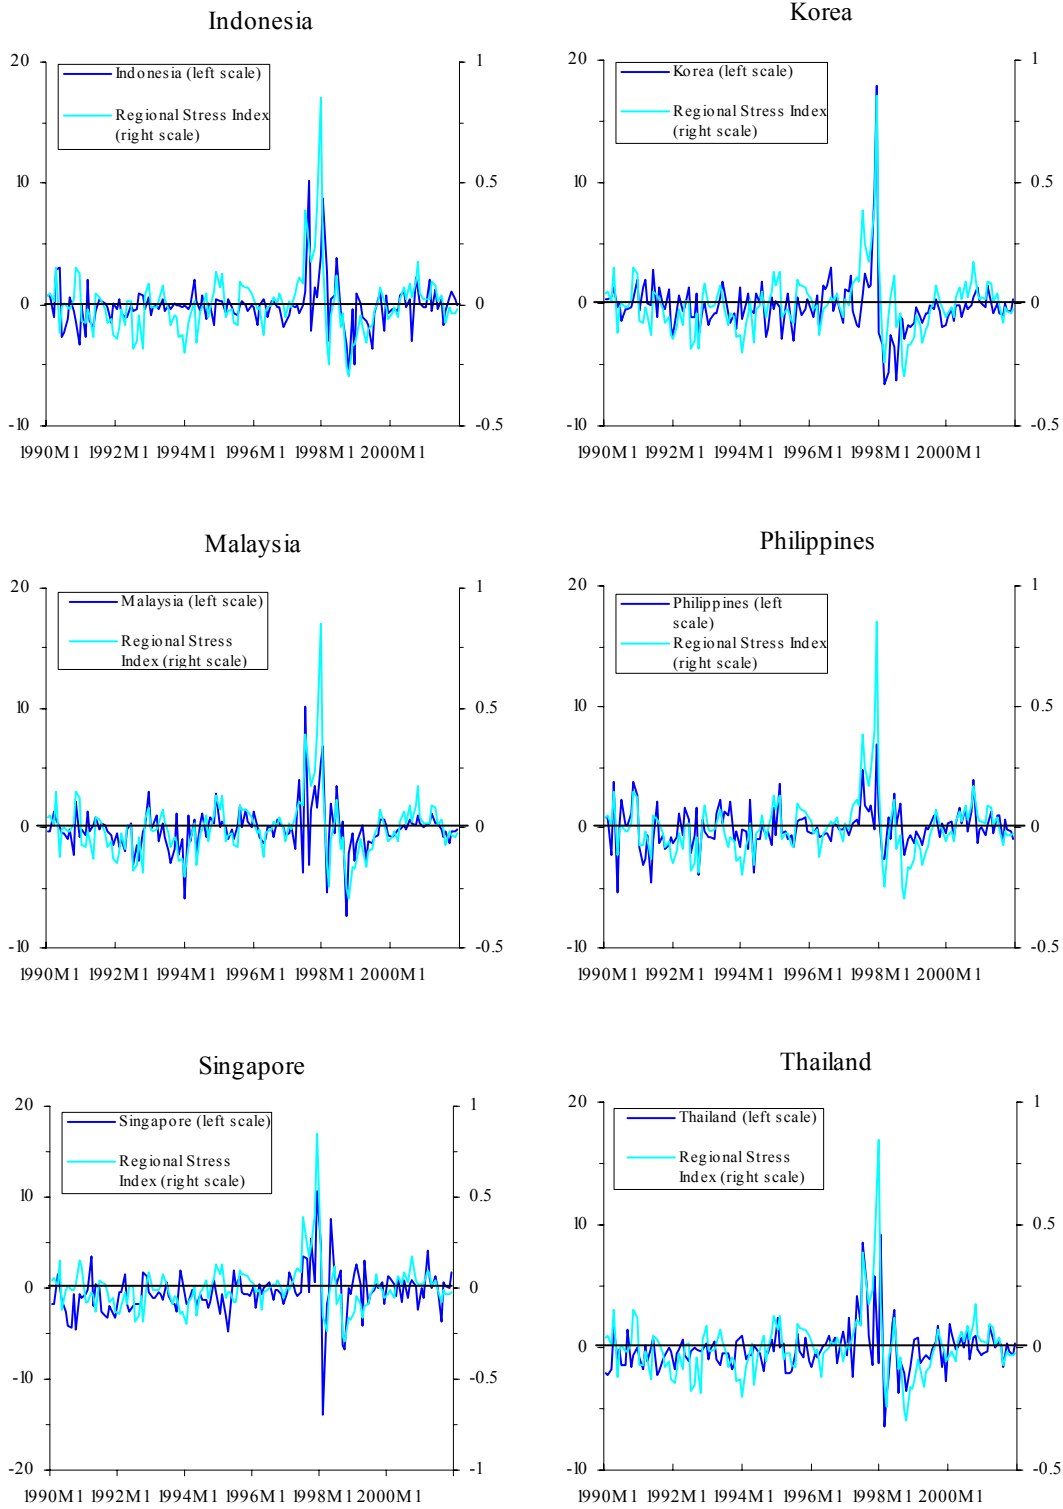 Indonesia
20
1
Indonesia (left scale)
Regional Stress Index
(right scale)
10
0.5
0
0
-10
-0.5
1990M1 1992M1 1994M1 1996M1 1998M1 2000M1
Korea
20
1
Korea (left scale)
Regional Stress Index
(right scale)
10
0.5
0
0
-10
-0.5
1990M1 1992M1 1994M1 1996M1 1998M1 2000M1
Malaysia
20
1
Malaysia (left scale)
Regional Stress
Index (right scale)
10
0.5
0
0
-10
-0.5
1990M1 1992M1 1994M1 1996M1 1998M1 2000M1
Philippines
20
1
Philippines (left
scale)
Regional Stress Index
(right scale)
10
0.5
0
0
-10
-0.5
1990M1 1992M1 1994M1 1996M1 1998M1 2000M1
Singapore
20
1
Singapore (left scale)
Regional Stress
Index (right scale)
10
0.5
0
0
-10
-0.5
-20
-1
1990M1 1992M1 1994M1 1996M1 1998M1 2000M1
Thailand
20
1
Thailand (left scale)
Regional Stress
Index (right scale)
10
0.5
0
0
-10
-0.5
1990M1 1992M1 1994M1 1996M1 1998M1 2000M1